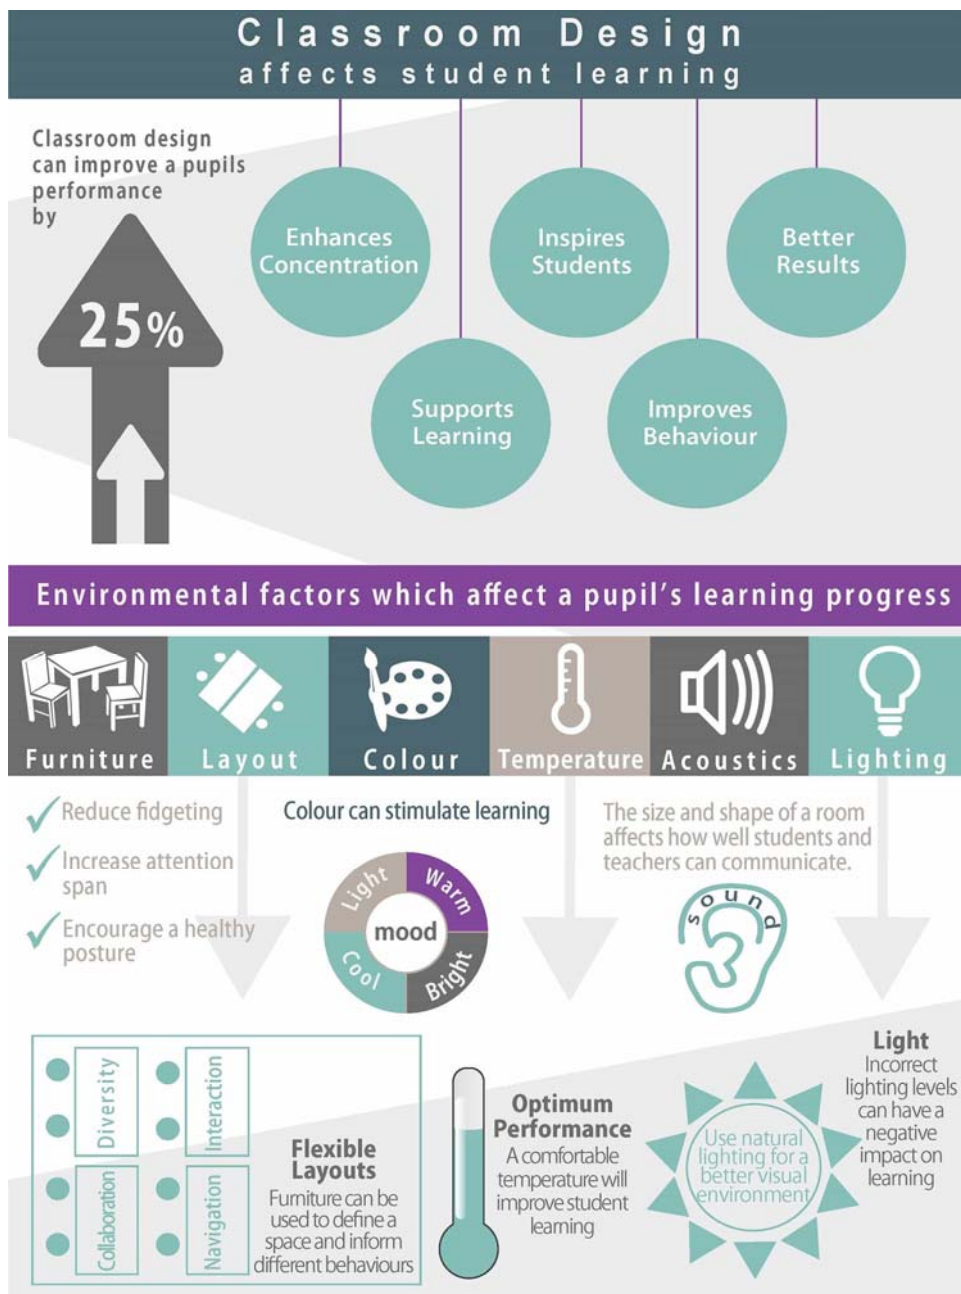 Classroom Design
affects student learning
Classroom design
can improve a pupils
performance
by
25%
Enhances
Concentration
Inspires
Students
Better
Results
Supports
Learning
Improves
Behaviour
Environmental factors which affect a pupil's learning progress
Furniture
Layout
Colour
Temperature
Acoustics
Lighting
Reduce fidgeting
Increase attention
span
Encourage a healthy
posture
Colour can stimulate learning
Light
Warm
mood
Cool
Bright
The size and shape of a room
affects how well students and
teachers can communicate.
sound
Diversity
Interaction
Collaboration
Navigation
Flexible
Layouts
Furniture can be
used to define a
space and inform
different behaviours
Optimum
Performance
A comfortable
temperature will
improve student
learning
Use natural
lighting for a
better visual
environment
Light
Incorrect
lighting levels
can have a
negative
impact on
learning